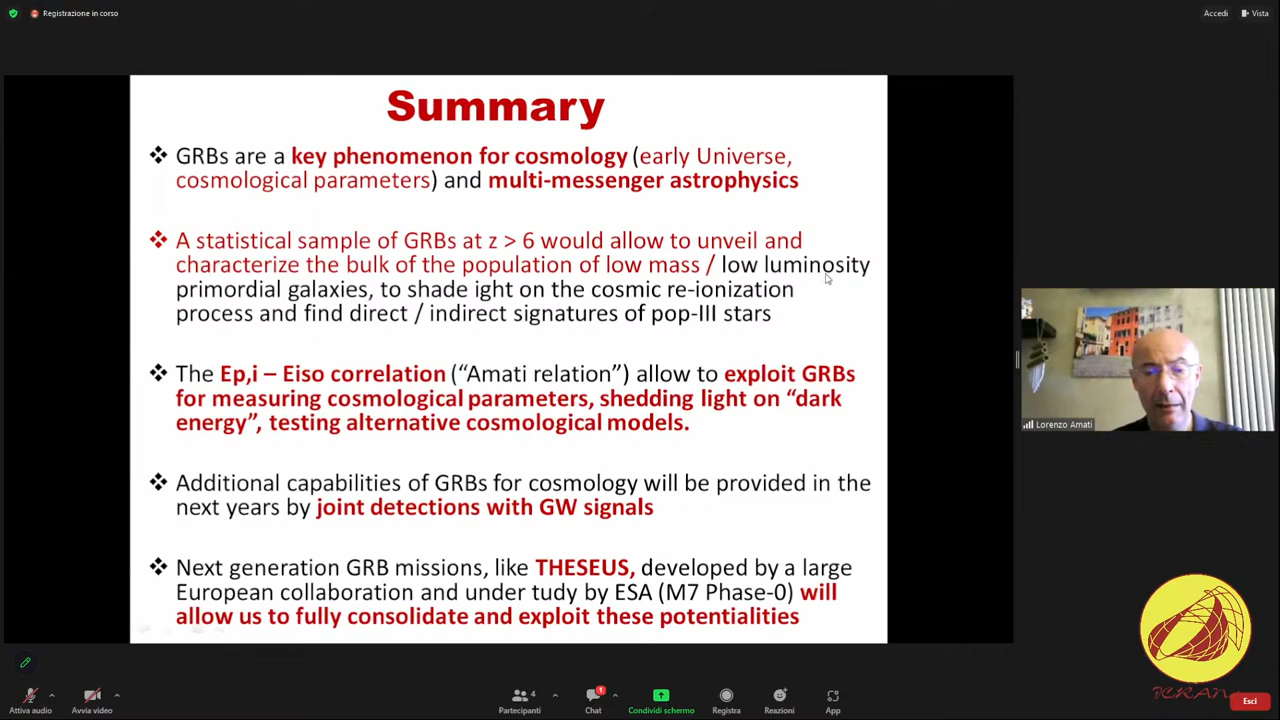 Registrazione in corso
Accedi
Vista
Summary
❖ GRBs are a key phenomenon for cosmology (early Universe,
cosmological parameters) and multi-messenger astrophysics
❖ A statistical sample of GRBs at z > 6 would allow to unveil and
characterize the bulk of the population of low mass / low luminosity
primordial galaxies, to shade ight on the cosmic re-ionization
process and find direct / indirect signatures of pop-III stars
❖ The Ep,i – Eiso correlation (“Amati relation”) allow to exploit GRBs
for measuring cosmological parameters, shedding light on “dark
energy”, testing alternative cosmological models.
❖ Additional capabilities of GRBs for cosmology will be provided in the
next years by joint detections with GW signals
❖ Next generation GRB missions, like THESEUS, developed by a large
European collaboration and under tudy by ESA (M7 Phase-0) will
allow us to fully consolidate and exploit these potentialities
Lorenzo Amati
ICRANet
Attiva audio
Avvia video
4
Partecipanti
1
Chat
Condividi schermo
Registra
Reazioni
App
Esci